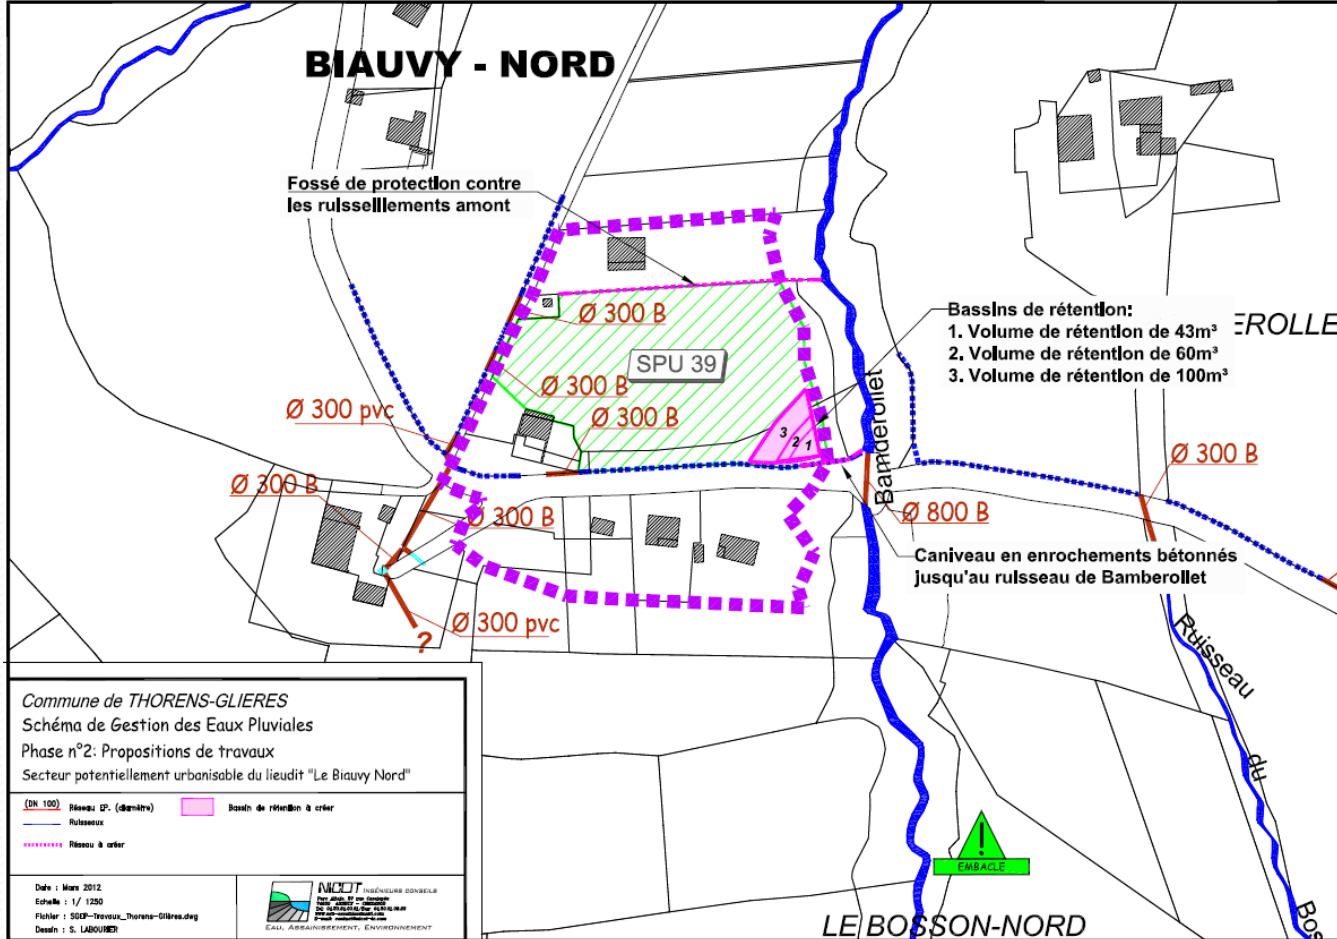 BIAUVY - NORD
Fossé de protection contre
les ruisselllements amont
Ø 300 B
SPU 39
Ø 300 B
Ø 300 B
Ø 300 pvc
Ø 300 B
Ø 300 B
Ø 300 pvc
?
Bassins de rétention:
1. Volume de rétention de 43m³
2. Volume de rétention de 60m³
3. Volume de rétention de 100m³
EROLLE
3
2
1
Bamderollet
Ø 300 B
Ø 800 B
Caniveau en enrochements bétonnés
jusqu'au ruisseau de Bamberollet
Ruisseau
du
Bos
!
EMBACLE
LE BOSSON-NORD
Commune de THORENS-GLIERES
Schéma de Gestion des Eaux Pluviales
Phase n°2: Propositions de travaux
Secteur potentiellement urbanisable du lieudit "Le Biauvy Nord"
(DN 100) Réseau EP. (diamètre)
Bassin de rétention à créer
Ruisseaux
Réseau à créer
Date : Mars 2012
Echelle : 1/ 1250
Fichier : SGEP-Travaux_Thorens-Glières.dwg
Dessin : S. LABOURIER
NICOT INGÉNIEURS CONSEILS
EAU, ASSAINISSEMENT, ENVIRONNEMENT